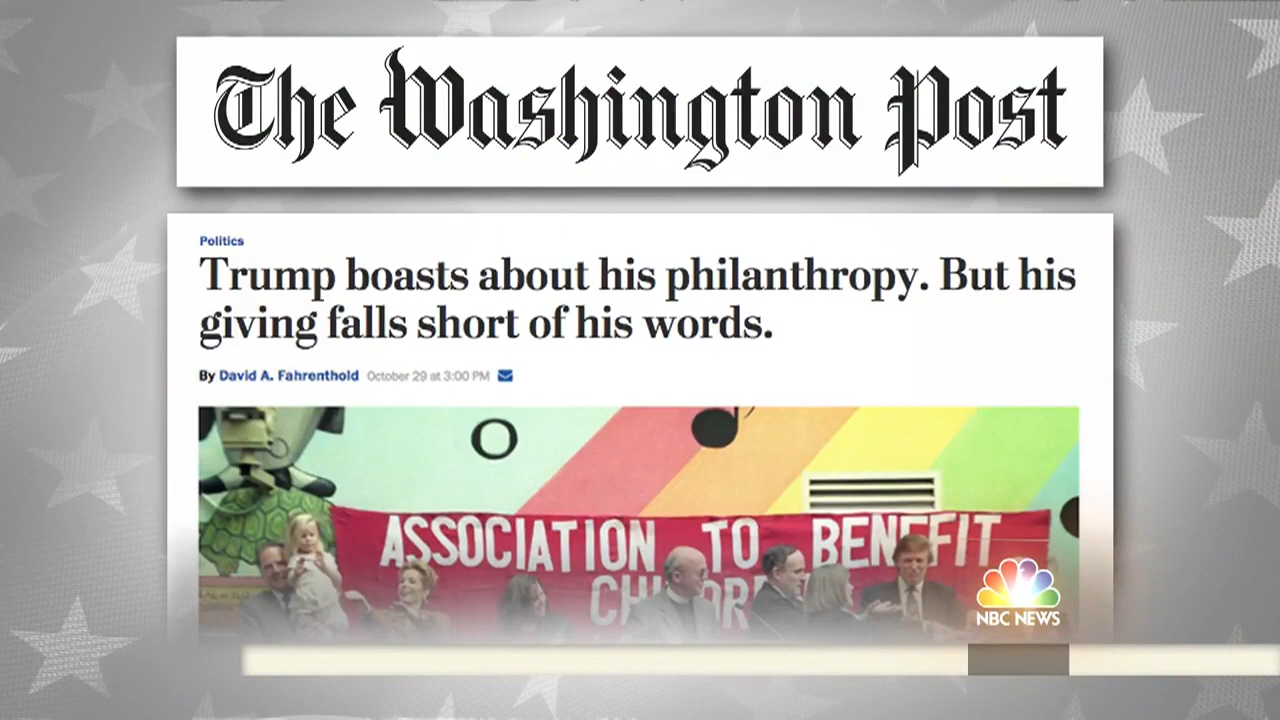 The Washington Post
Politics
Trump boasts about his philanthropy. But his
giving falls short of his words.
By David A. Fahrenthold October 29 at 3:00 PM
ASSOCIATION TO BENEFIT
NBC NEWS